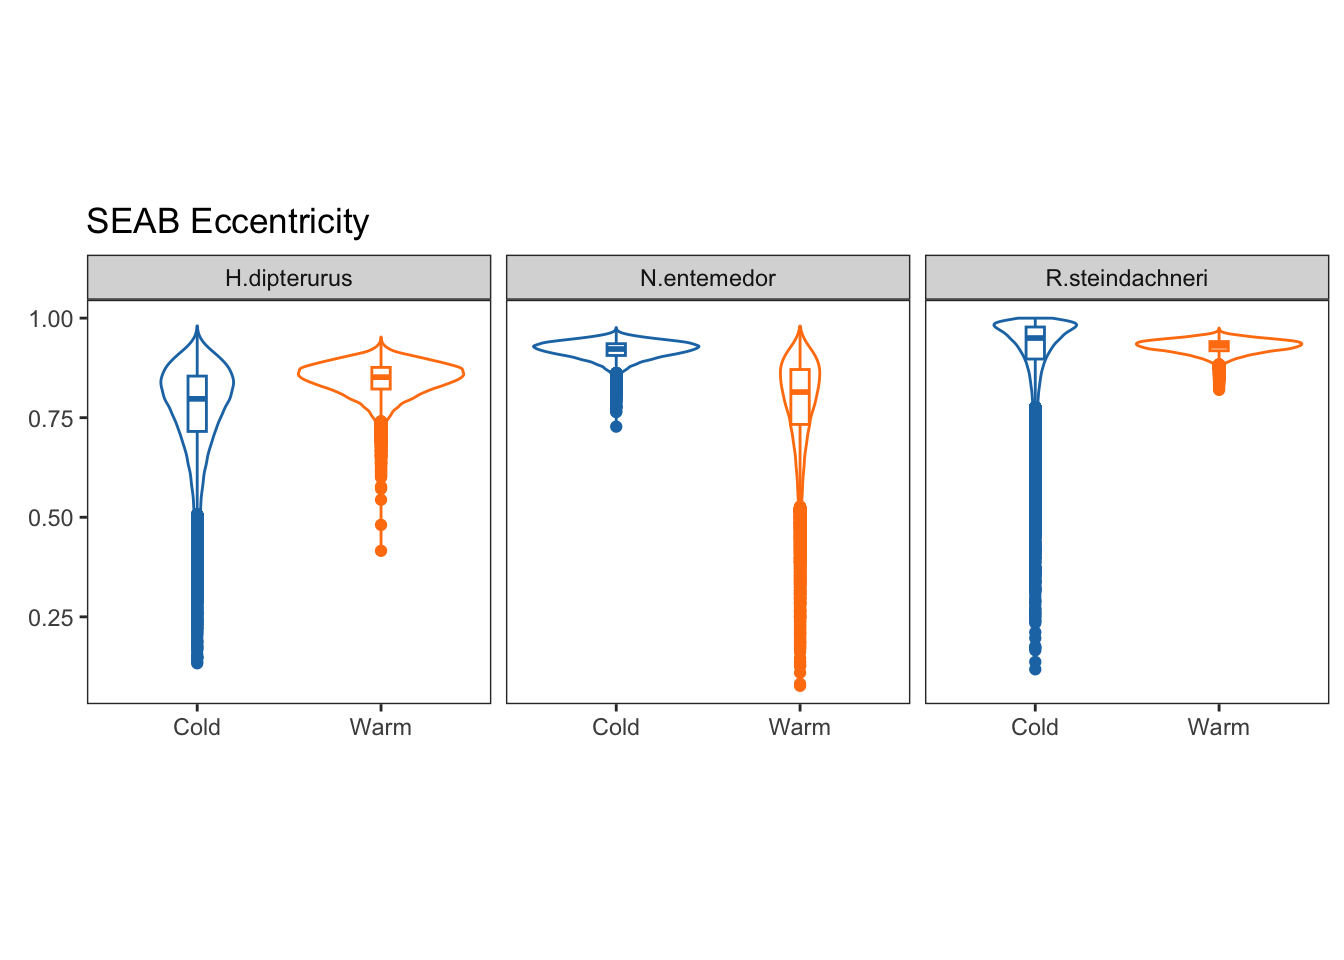 SEAB Eccentricity
H.dipterurus N.entemedor R.steindachneri
1.00
0.75
0.50
0.25
Cold Warm Cold Warm Cold Warm